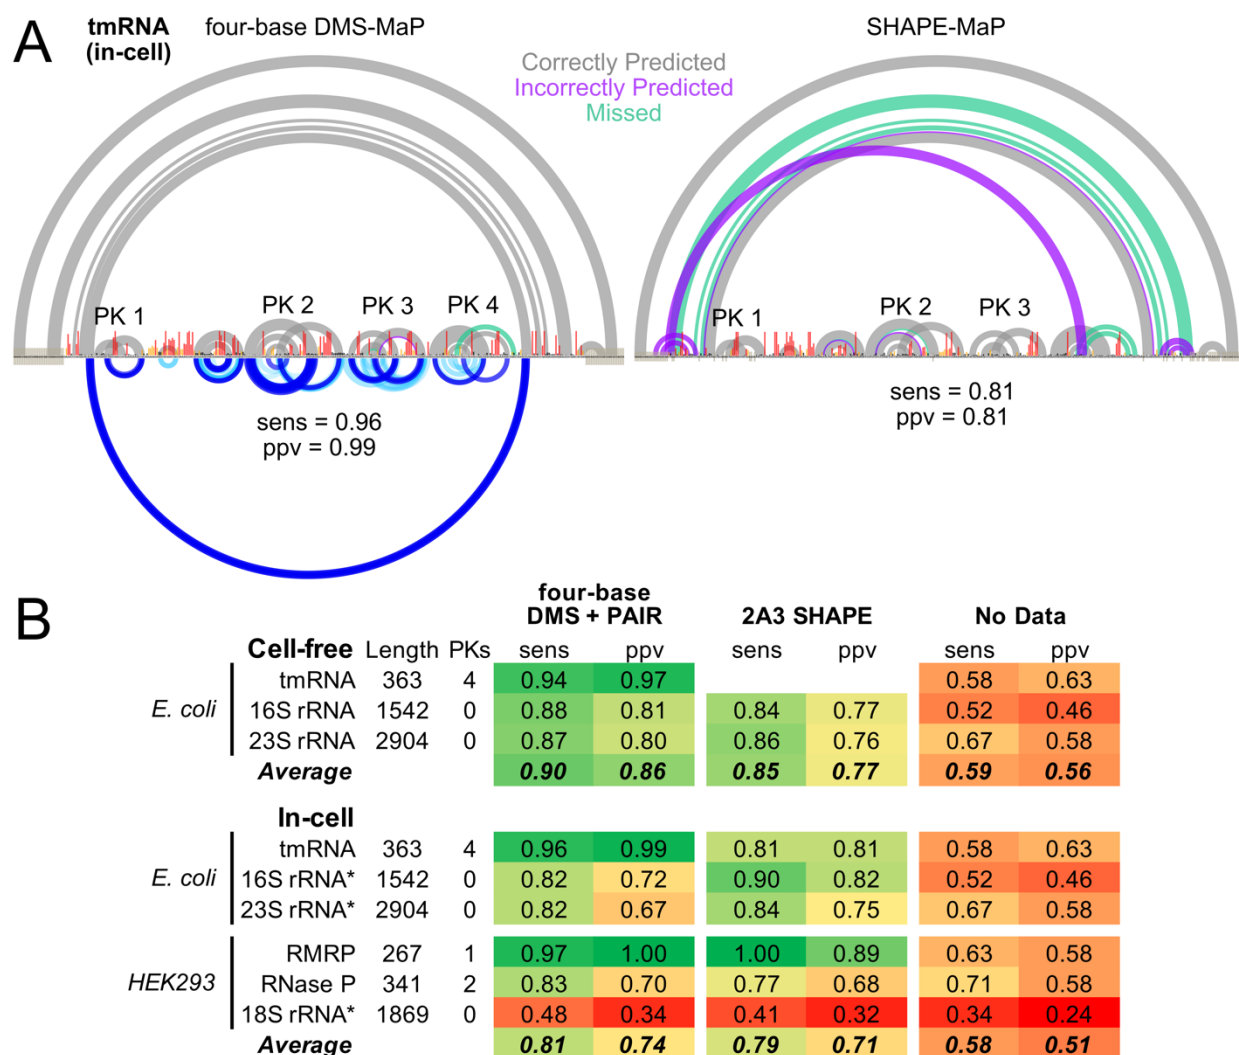 A
tmRNA
(in-cell)
four-base DMS-MaP
SHAPE-MaP
Correctly Predicted
Incorrectly Predicted
Missed
PK 1 PK 2 PK 3 PK 4
sens = 0.96
ppv = 0.99
PK 1 PK 2 PK 3
sens = 0.81
ppv = 0.81
B
four-base
DMS + PAIR 2A3 SHAPE No Data
Cell-free Length PKs sens ppv sens ppv sens ppv
E. coli
tmRNA 363 4 0.94 0.97 0.58 0.63
16S rRNA 1542 0 0.88 0.81 0.84 0.77 0.52 0.46
23S rRNA 2904 0 0.87 0.80 0.86 0.76 0.67 0.58
Average 0.90 0.86 0.85 0.77 0.59 0.56
In-cell
E. coli
tmRNA 363 4 0.96 0.99 0.81 0.81 0.58 0.63
16S rRNA* 1542 0 0.82 0.72 0.90 0.82 0.52 0.46
23S rRNA* 2904 0 0.82 0.67 0.84 0.75 0.67 0.58
HEK293
RMRP 267 1 0.97 1.00 1.00 0.89 0.63 0.58
RNase P 341 2 0.83 0.70 0.77 0.68 0.71 0.58
18S rRNA* 1869 0 0.48 0.34 0.41 0.32 0.34 0.24
Average 0.81 0.74 0.79 0.71 0.58 0.51